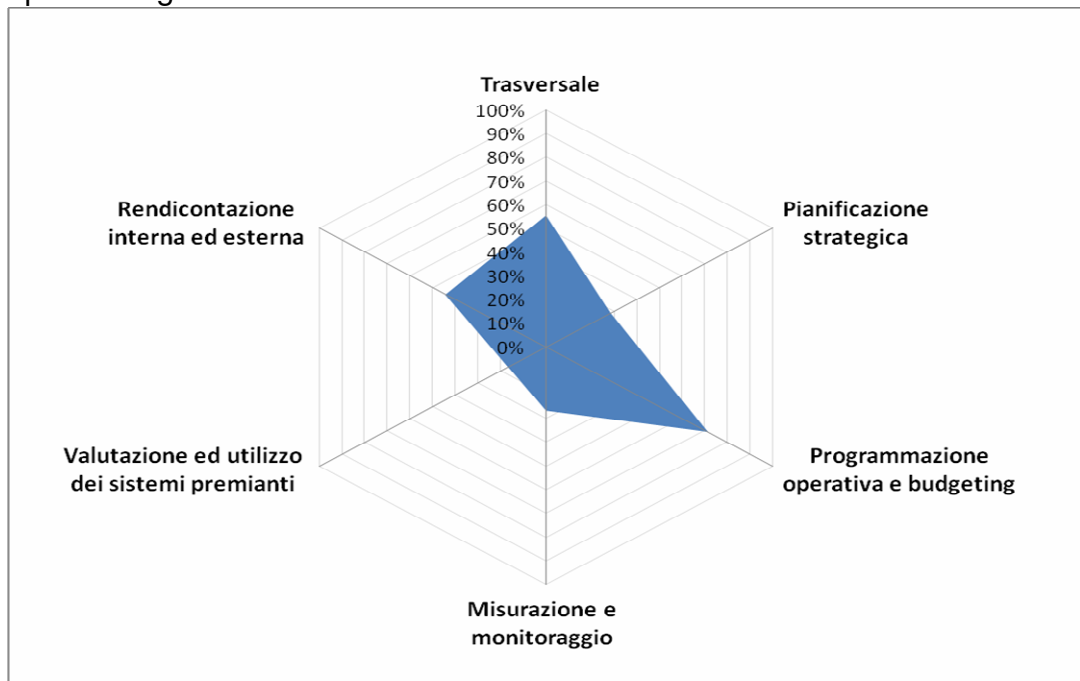 Trasversale
100%
90%
80%
70%
60%
50%
40%
30%
20%
10%
0%
Pianificazione
strategica
Programmazione
operativa e budgeting
Misurazione e
monitoraggio
Valutazione ed utilizzo
dei sistemi premianti
Rendicontazione
interna ed esterna